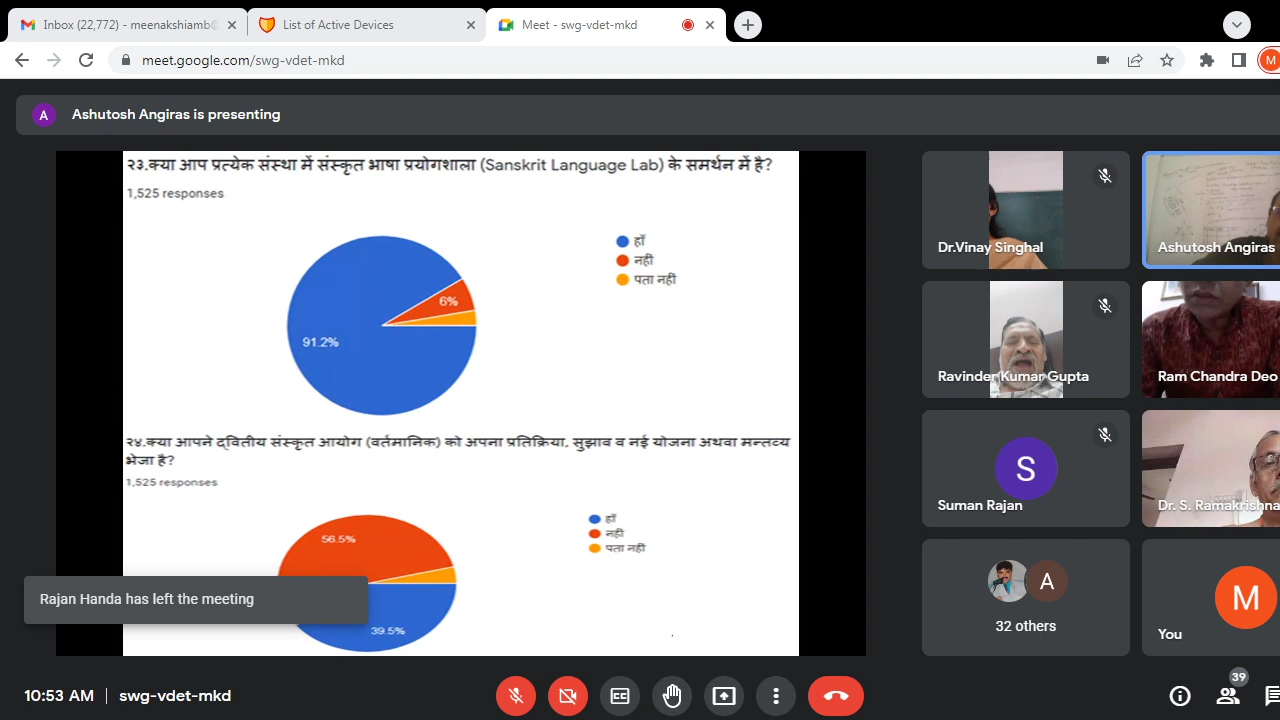 Inbox (22,772) - meenakshiamb@
List of Active Devices
Meet - swg-vdet-mkd
meet.google.com/swg-vdet-mkd
M
A
Ashutosh Angiras is presenting
२३.क्या आप प्रत्येक संस्था में संस्कृत भाषा प्रयोगशाला (Sanskrit Language Lab) के समर्थन में है?
1,525 responses
हाँ
नही
पता नही
6%
91.2%
२४.क्या आपने द्वितीय संस्कृत आयोग (वर्तमानिक) को अपना प्रतिक्रिया, सुझाव व नई योजना अथवा मन्तव्य
भेजा है?
1,525 responses
हाँ
नही
पता नही
56.5%
39.5%
Rajan Handa has left the meeting
Dr.Vinay Singhal
Ashutosh Angiras
Ravinder Kumar Gupta
Ram Chandra Deo
S
Suman Rajan
Dr. S. Ramakrishna
A
32 others
M
You
10:53 AM | swg-vdet-mkd
CC
39